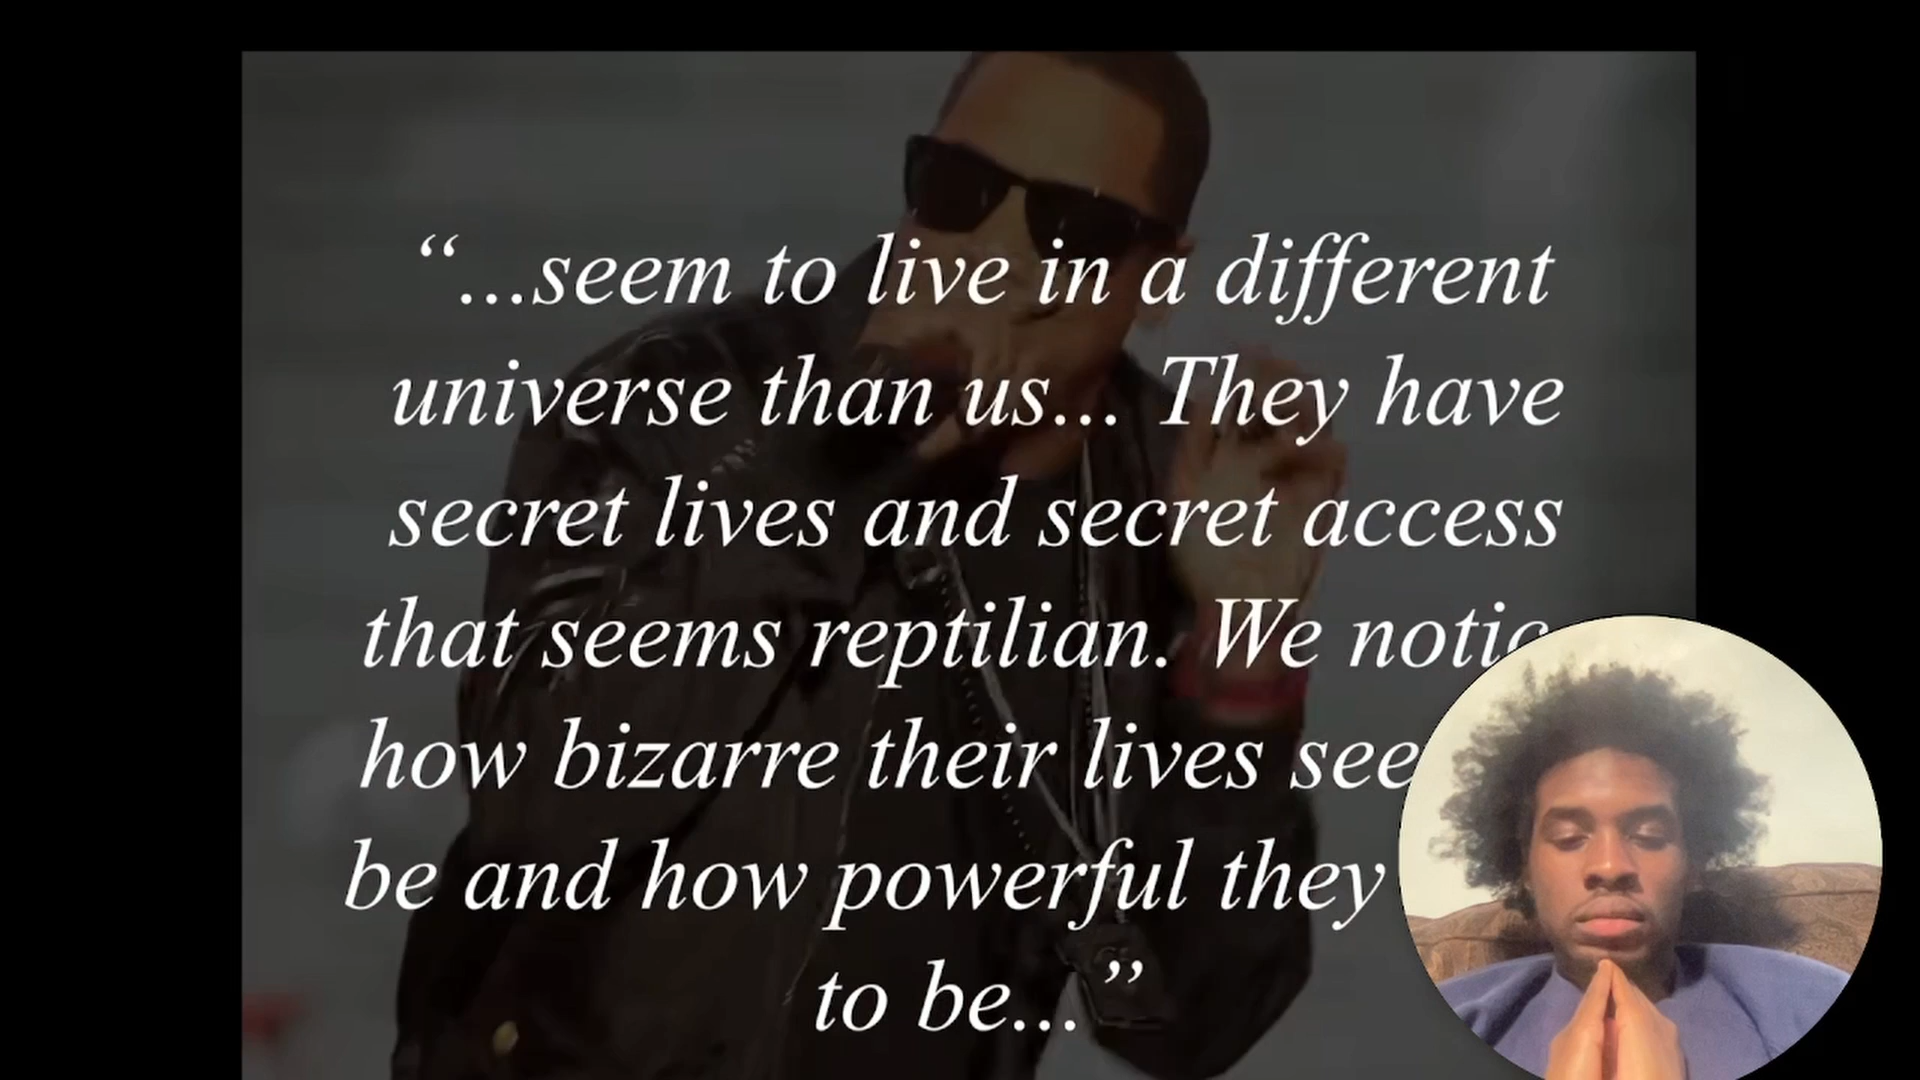 “...seem to live in a different
universe than us... They have
secret lives and secret access
that seems reptilian. We
how bizarre their lives
be and how powerful they
to be...”